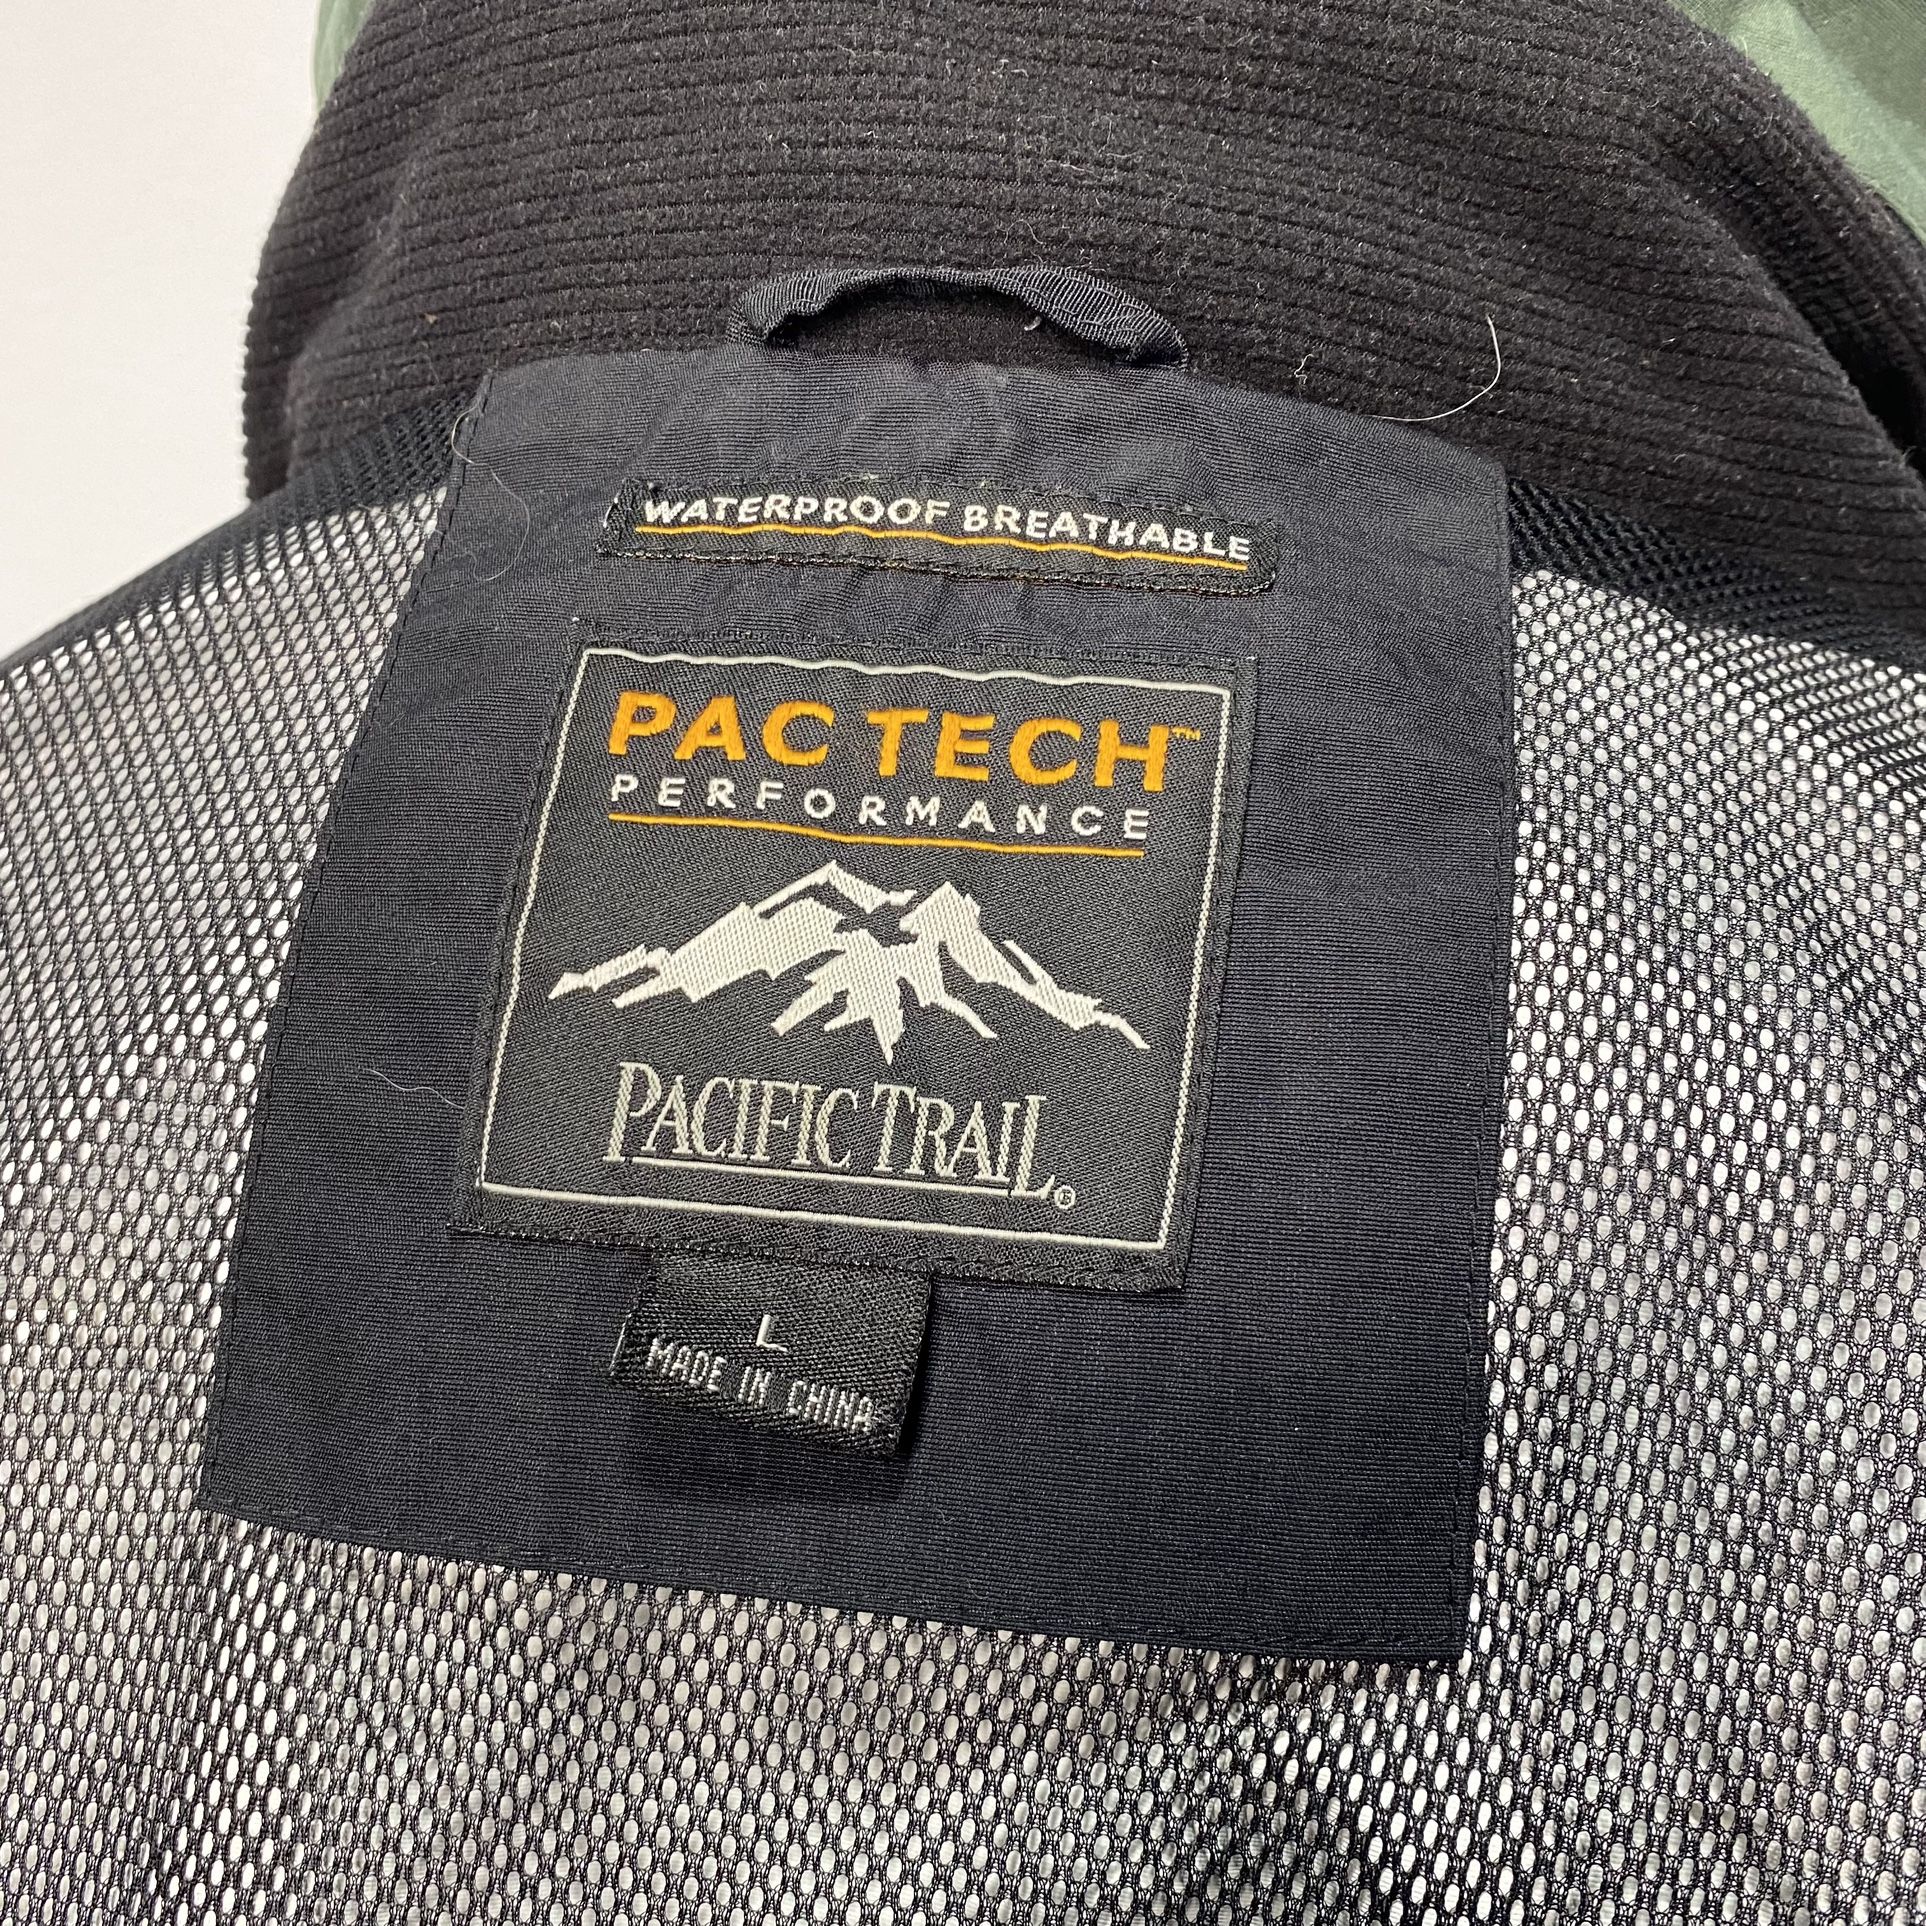 WATERPROOF BREATHABLE
PAC TECH™
PERFORMANCE
PACIFIC TRAIL®
L
MADE IN CHINA